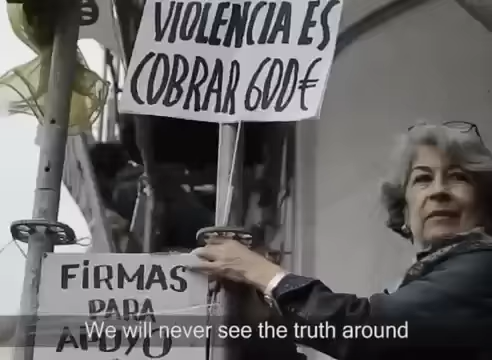 VIOLENCIA ES
COBRAR 600€
FIRMAS
PARA
APOYO
We will never see the truth around